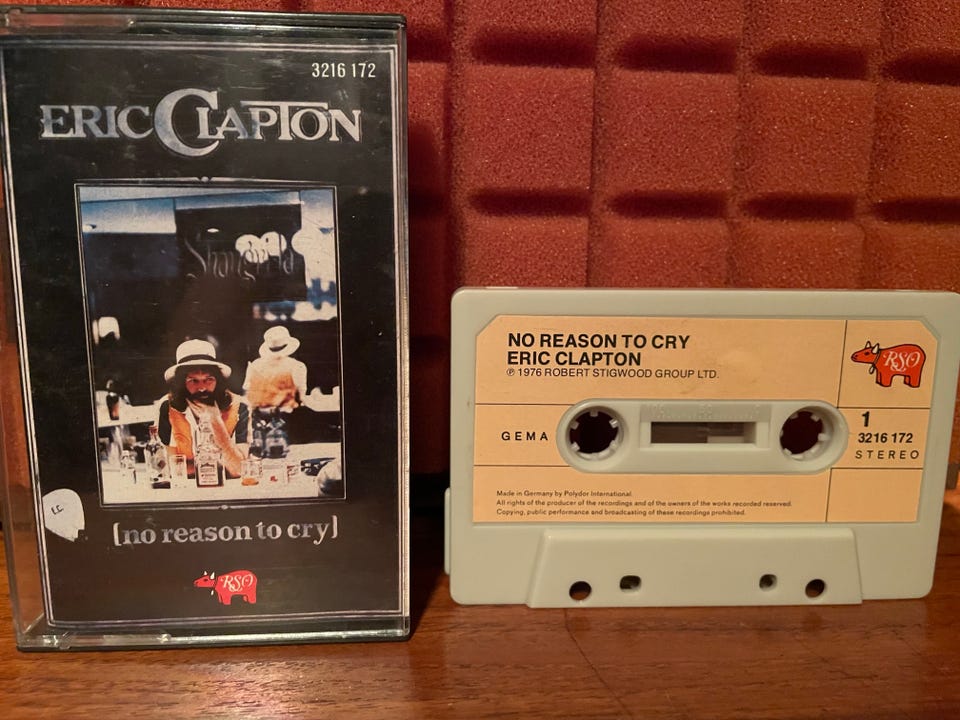 3216 172
ERIC CLAPTON
Shangri-la
[no reason to cry]
RSO
LC
NO REASON TO CRY
ERIC CLAPTON
℗ 1976 ROBERT STIGWOOD GROUP LTD.
RSO
GEMA
1
3216 172
STEREO
Made in Germany by Polydor International.
All rights of the producer of the recordings and of the owners of the works recorded reserved.
Copying, public performance and broadcasting of these recordings prohibited.